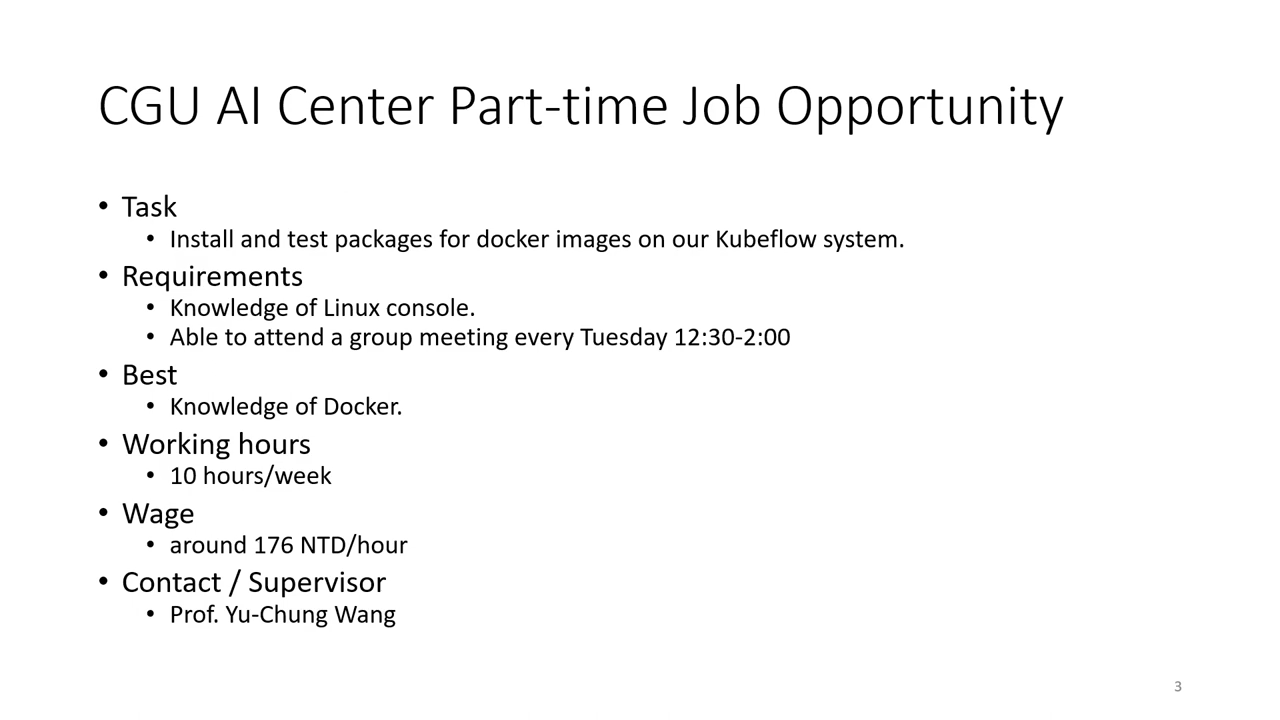 CGU AI Center Part-time Job Opportunity
• Task
• Install and test packages for docker images on our Kubeflow system.
• Requirements
• Knowledge of Linux console.
• Able to attend a group meeting every Tuesday 12:30-2:00
• Best
• Knowledge of Docker.
• Working hours
• 10 hours/week
• Wage
• around 176 NTD/hour
• Contact / Supervisor
• Prof. Yu-Chung Wang
3